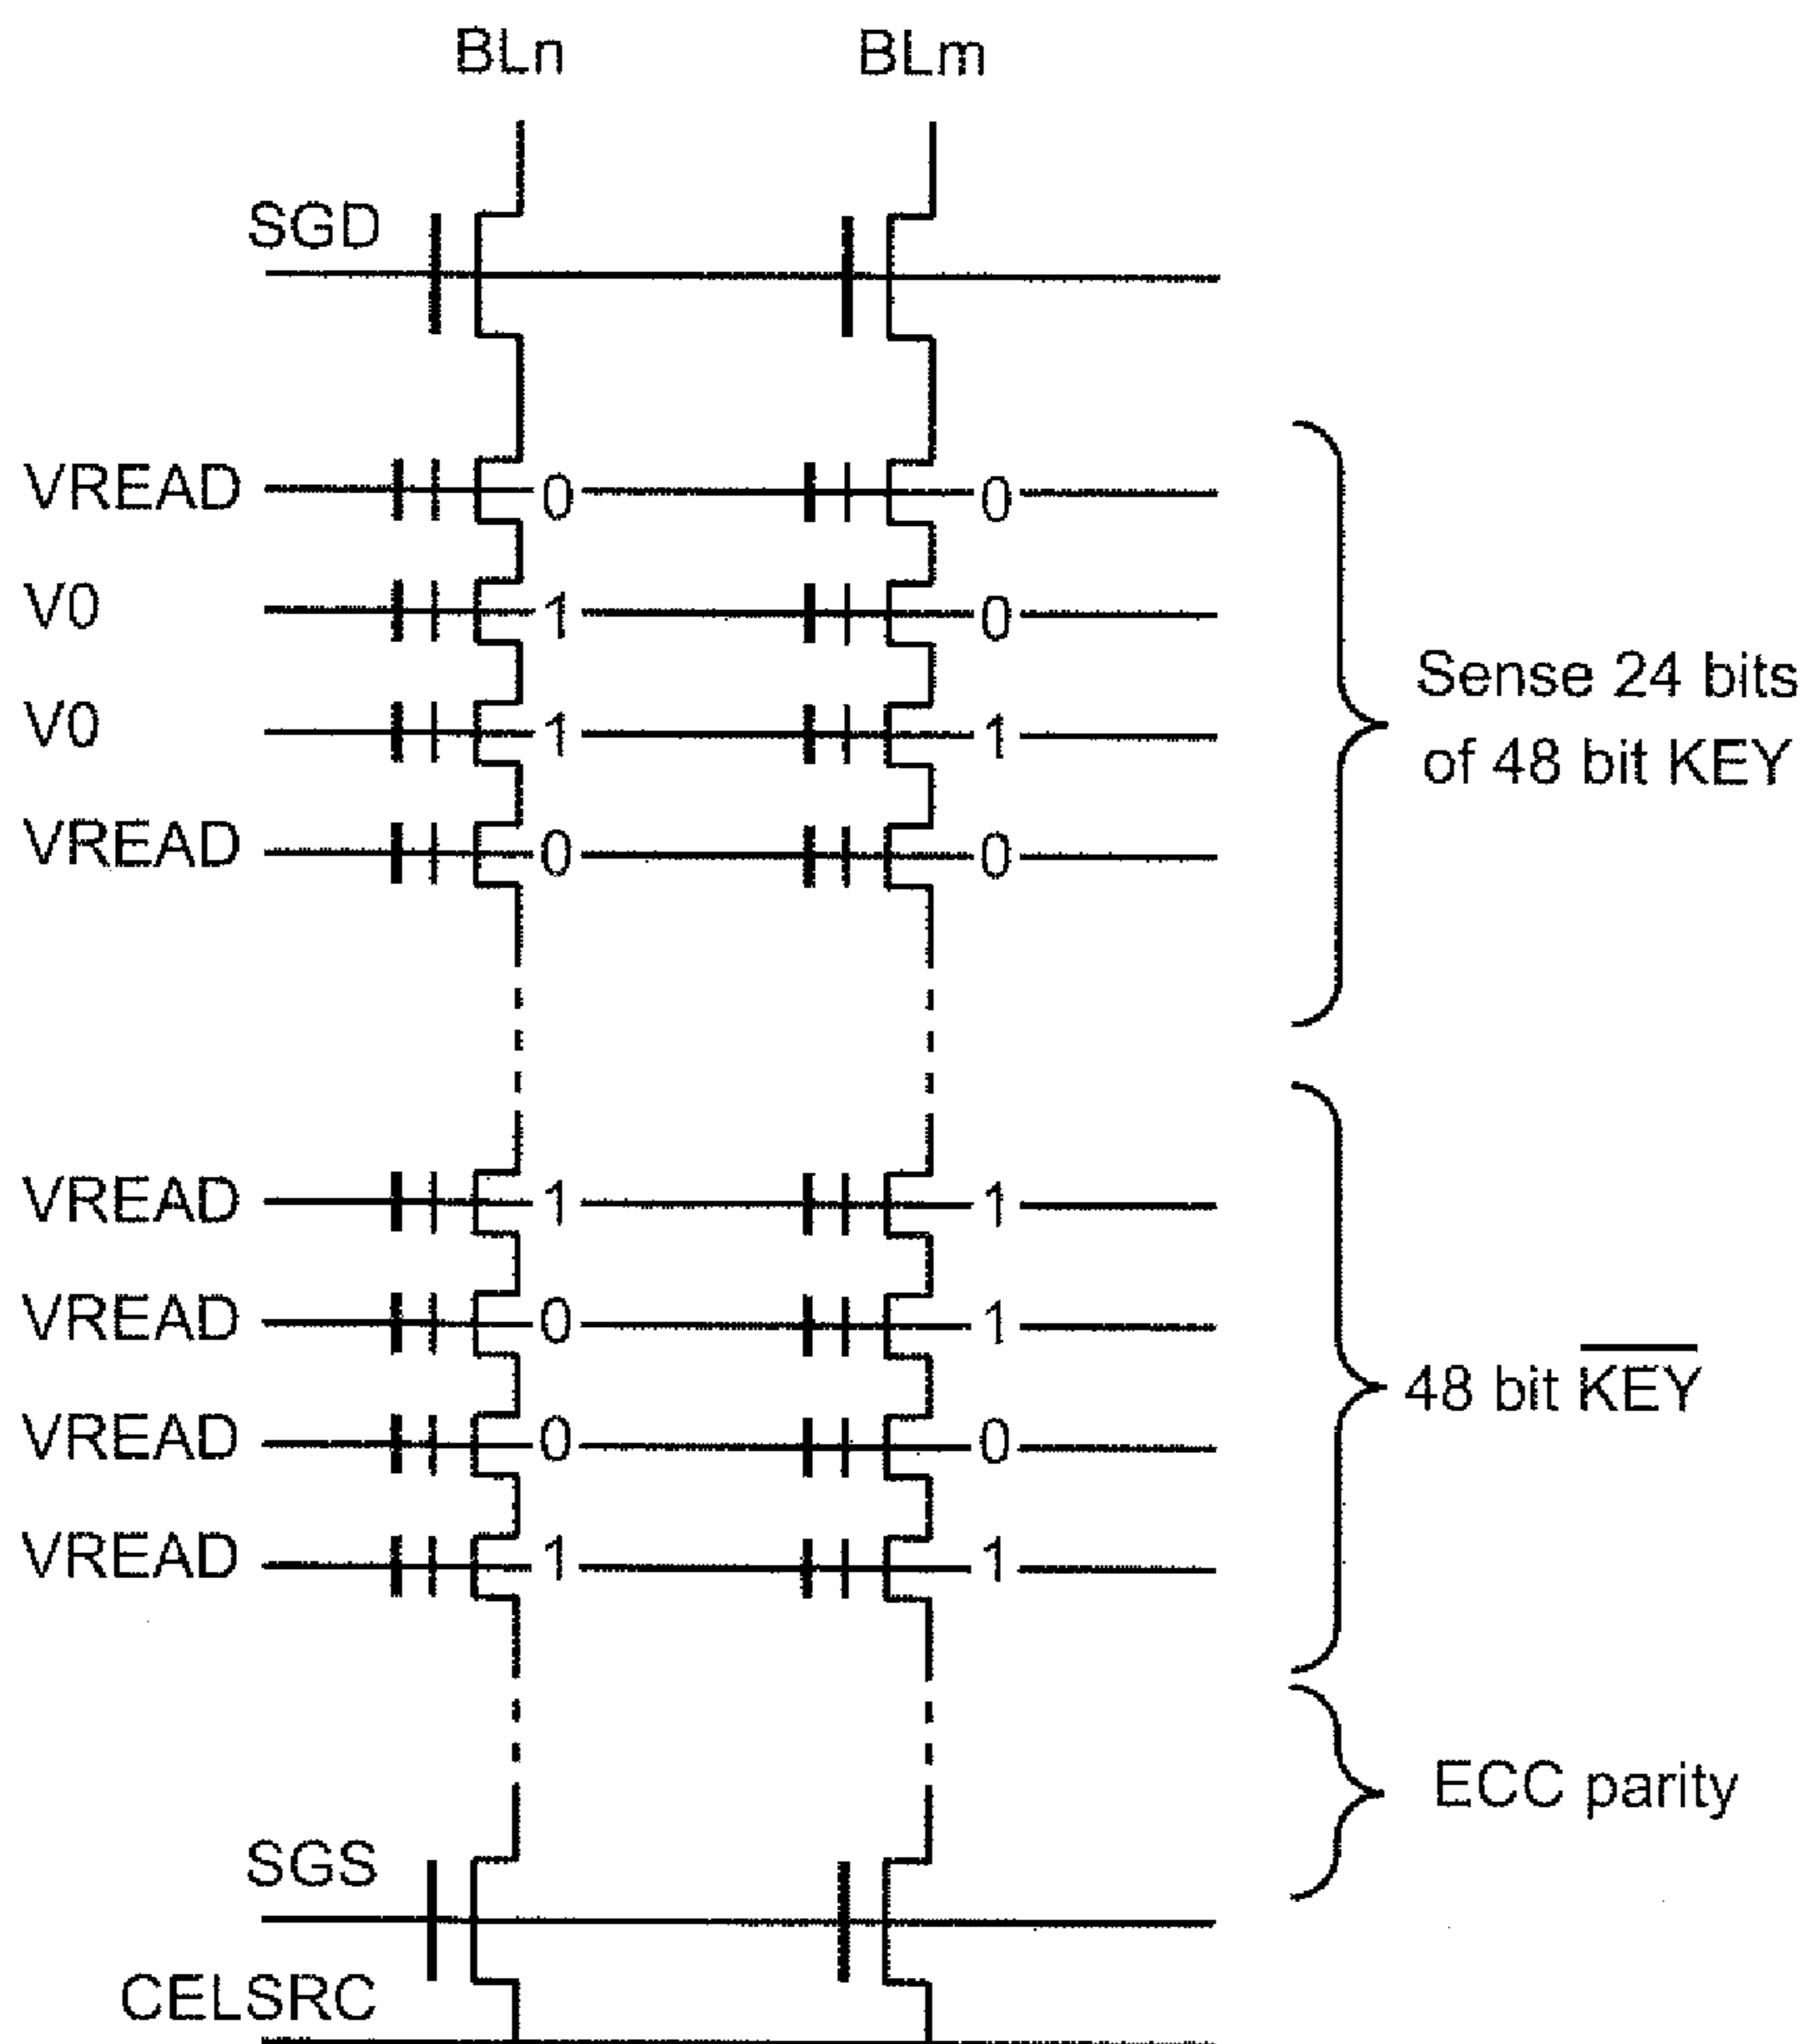 BLn BLm
SGD
VREAD 0 0
V0 1 0
V0 1 1
VREAD 0 0
Sense 24 bits
of 48 bit KEY
VREAD 1 1
VREAD 0 1
VREAD 0 0
VREAD 1 1
48 bit K̅E̅Y̅
ECC parity
SGS
CELSRC